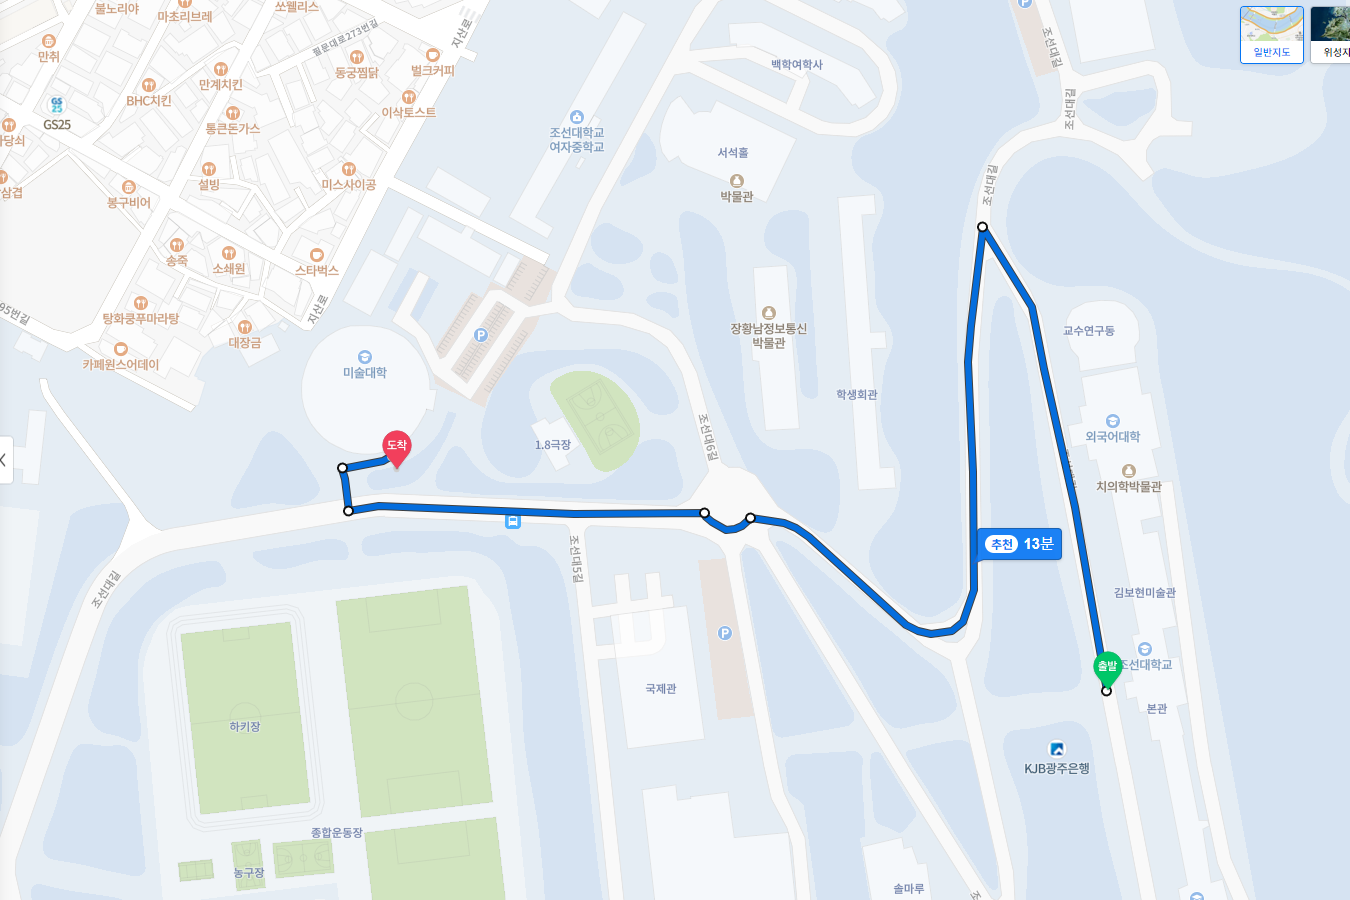 불노리야
마초리브레
쏘웰리스
일반지도
만취
필문대로273번길
지산로
동궁찜닭
벌크커피
백학여학사
조선대길
만계치킨
BHC치킨
이삭토스트
조선대길
GS25
GS25
통큰돈가스
조선대학교
여자중학교
서석홀
설빙
미스사이공
조선대길
박물관
봉구비어
송죽
소쇄원
스타벅스
95번길
탕화쿵푸마라탕
지산로
P
P
대장금
장황남정보통신
박물관
교수연구동
카페원스어데이
미술대학
학생회관
외국어대학
도착
1.8극장
조선대6길
치의학박물관
추천 13분
조선대5길
조선대길
김보현미술관
P
출발
조선대학교
국제관
본관
하키장
KJB광주은행
종합운동장
농구장
솔마루